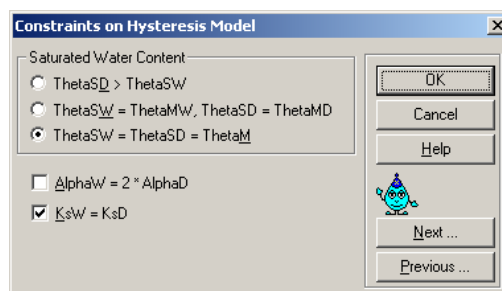 Constraints on Hysteresis Model
Saturated Water Content
ThetaSD > ThetaSW
ThetaSW = ThetaMW, ThetaSD = ThetaMD
ThetaSW = ThetaSD = ThetaM
AlphaW = 2 * AlphaD
KsW = KsD
OK
Cancel
Help
Next ...
Previous ...